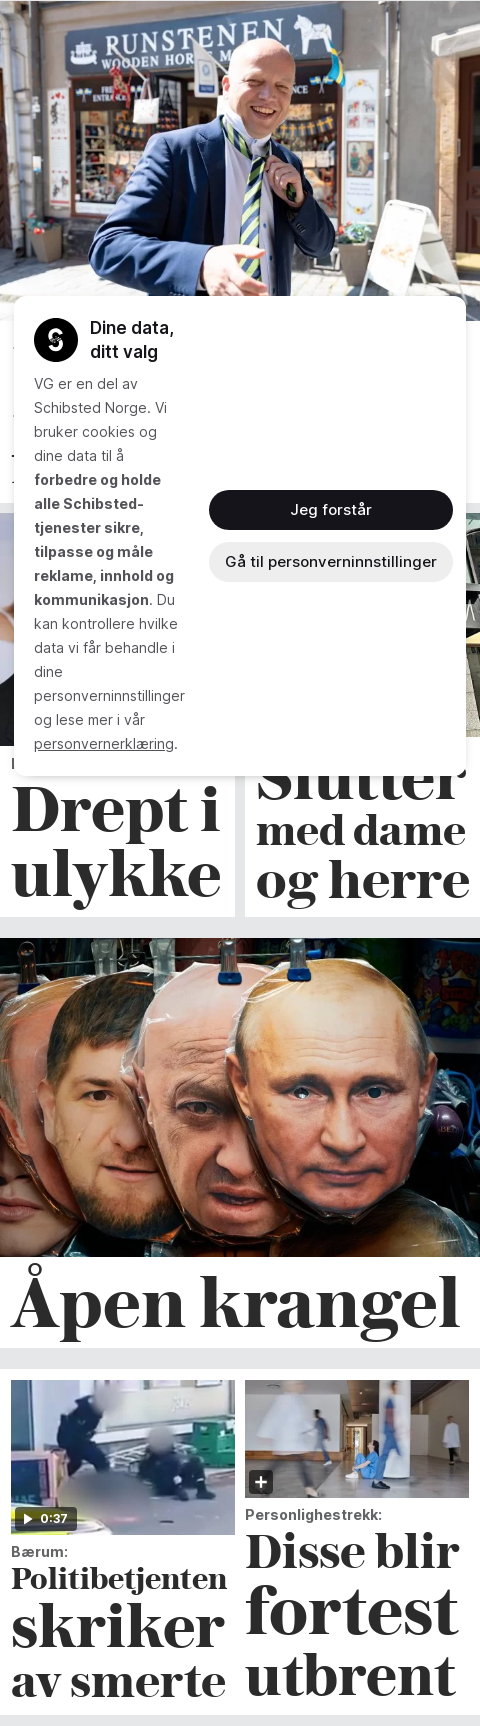 RUNSTENEN
WOODEN HORSE M
Dine data,
ditt valg
VG er en del av
Schibsted Norge. Vi
bruker cookies og
dine data til å
forbedre og holde
alle Schibsted-
tjenester sikre,
tilpasse og måle
reklame, innhold og
kommunikasjon. Du
kan kontrollere hvilke
data vi får behandle i
dine
personverninnstillinger
og lese mer i vår
personvernerklæring.
Jeg forstår
Gå til personverninnstillinger
Drept i
ulykke
Slutter
med dame
og herre
Åpen krangel
0:37
Bærum:
Politibetjenten
skriker
av smerte
Personlighestrekk:
Disse blir
fortest
utbrent